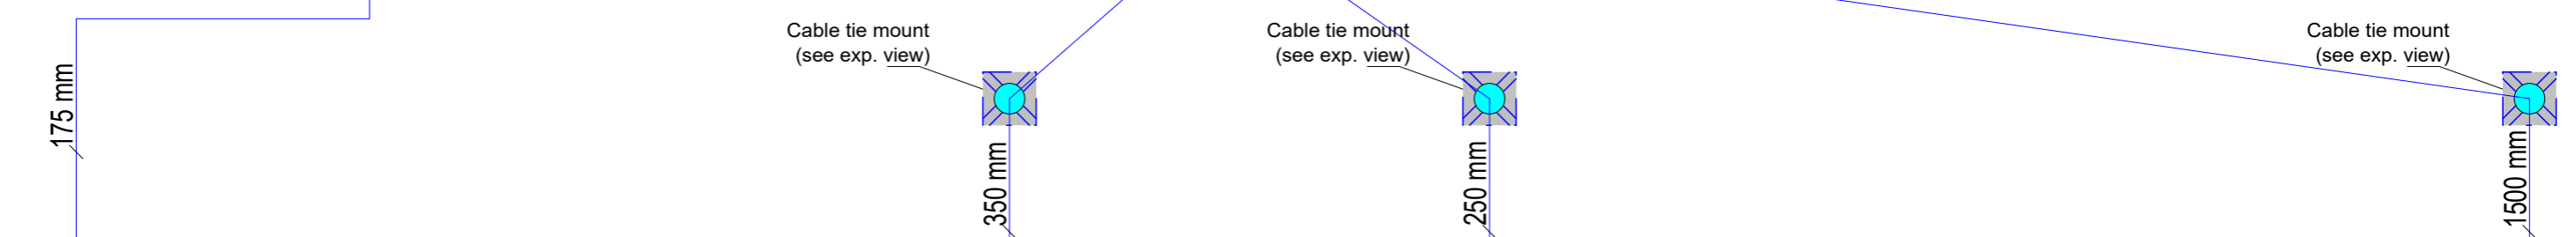 Cable tie mount
(see exp. view)
Cable tie mount
(see exp. view)
Cable tie mount
(see exp. view)
175 mm
350 mm
250 mm
1500 mm